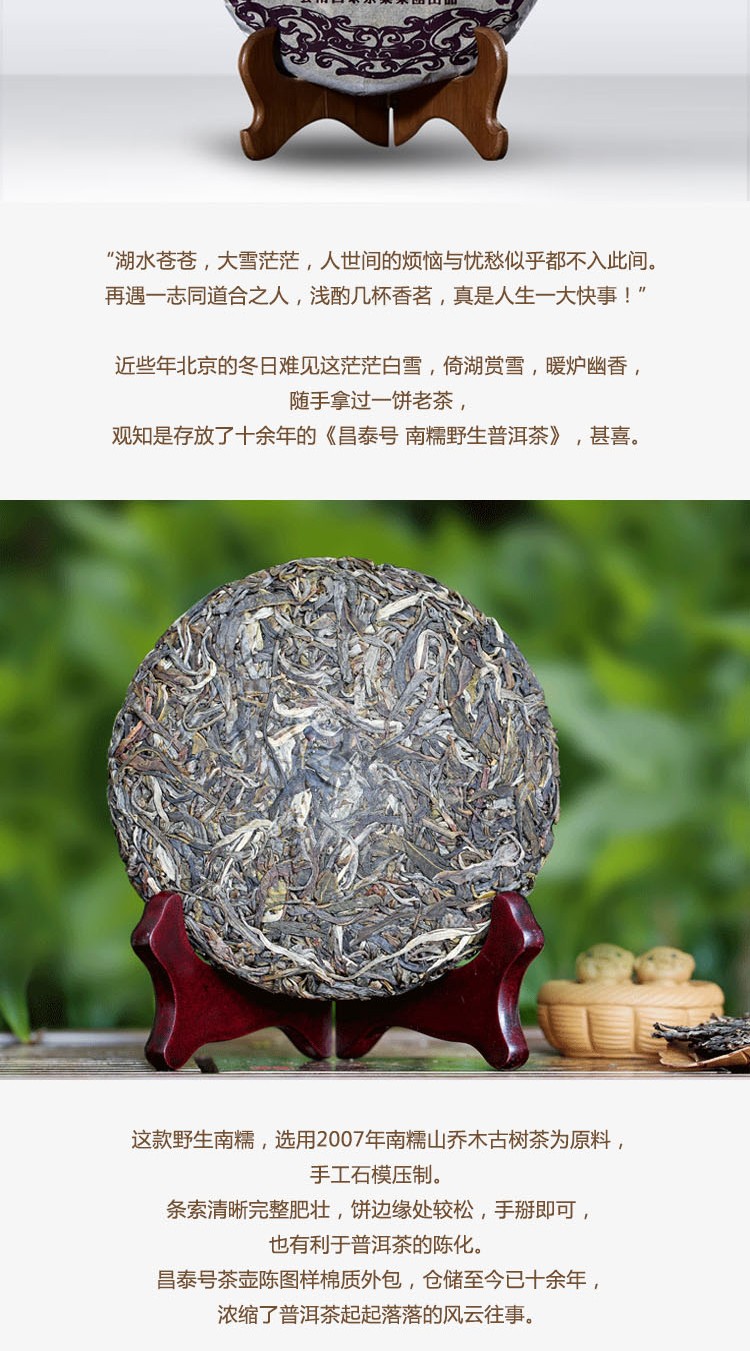 “湖水苍苍，大雪茫茫，人世间的烦恼与忧愁似乎都不入此间。
再遇一志同道合之人，浅酌几杯香茗，真是人生一大快事！”
近些年北京的冬日难见这茫茫白雪，倚湖赏雪，暖炉幽香，
随手拿过一饼老茶，
观知是存放了十余年的《昌泰号 南糯野生普洱茶》，甚喜。
这款野生南糯，选用2007年南糯山乔木古树茶为原料，
手工石模压制。
条索清晰完整肥壮，饼边缘处较松，手掰即可，
也有利于普洱茶的陈化。
昌泰号茶壶陈图样棉质外包，仓储至今已十余年，
浓缩了普洱茶起起落落的风云往事。